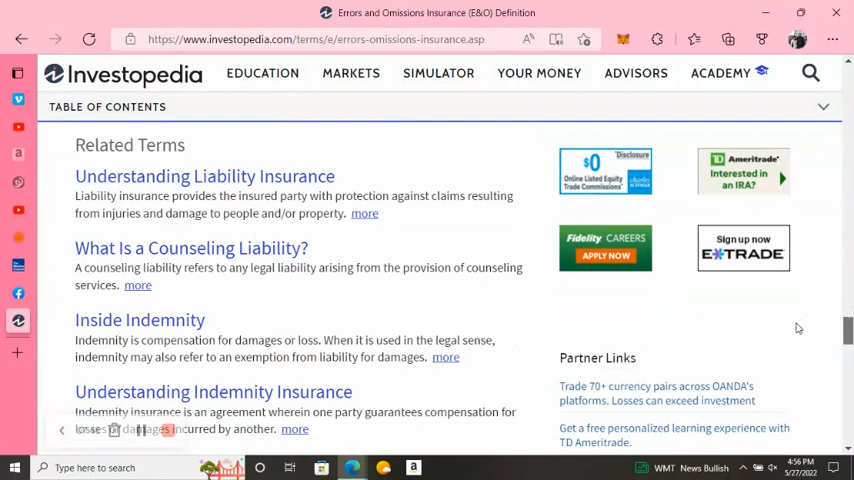 Errors and Omissions Insurance (E&O) Definition
https://www.investopedia.com/terms/e/errors-omissions-insurance.asp
Investopedia EDUCATION MARKETS SIMULATOR YOUR MONEY ADVISORS ACADEMY
TABLE OF CONTENTS
Related Terms
Understanding Liability Insurance
Liability insurance provides the insured party with protection against claims resulting
from injuries and damage to people and/or property. more
What Is a Counseling Liability?
A counseling liability refers to any legal liability arising from the provision of counseling
services. more
Inside Indemnity
Indemnity is compensation for damages or loss. When it is used in the legal sense,
indemnity may also refer to an exemption from liability for damages. more
Understanding Indemnity Insurance
Indemnity insurance is an agreement wherein one party guarantees compensation for
losses or damages incurred by another. more
$0 Disclosure
Online Listed Equity
Trade Commissions
charles
SCHWAB
TD Ameritrade
Interested in
an IRA?
Fidelity CAREERS
APPLY NOW
Sign up now
E*TRADE
Partner Links
Trade 70+ currency pairs across OANDA's
platforms. Losses can exceed investment
Get a free personalized learning experience with
TD Ameritrade.
Type here to search
WMT News Bullish
4:56 PM
5/27/2022